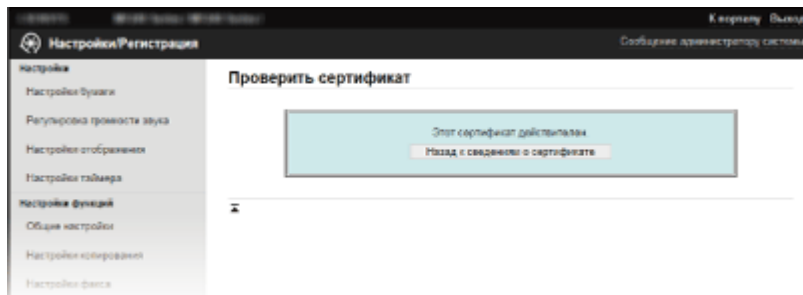 К порталу Выход
Настройки/Регистрация
Сообщение администратору системы
Настройки
Настройки бумаги
Регулировка громкости звука
Настройки отображения
Настройки таймера
Настройки функций
Общие настройки
Настройки копирования
Настройки факса
Проверить сертификат
Этот сертификат действителен.
Назад к сведениям о сертификате